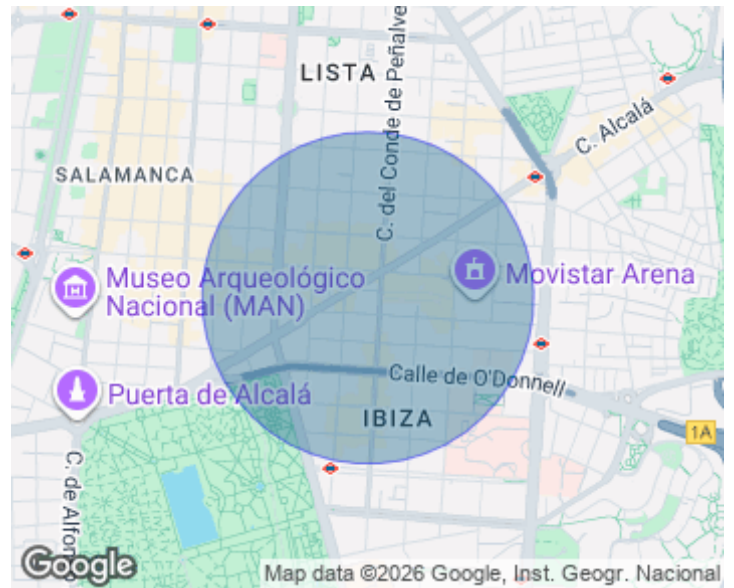 LISTA
C. del Conde de Peñalve
C. Alcalá
SALAMANCA
Museo Arqueológico
Nacional (MAN)
Movistar Arena
Puerta de Alcalá
Calle de O'Donnell
IBIZA
1A
C. de Alfon
Google
Map data ©2026 Google, Inst. Geogr. Nacional